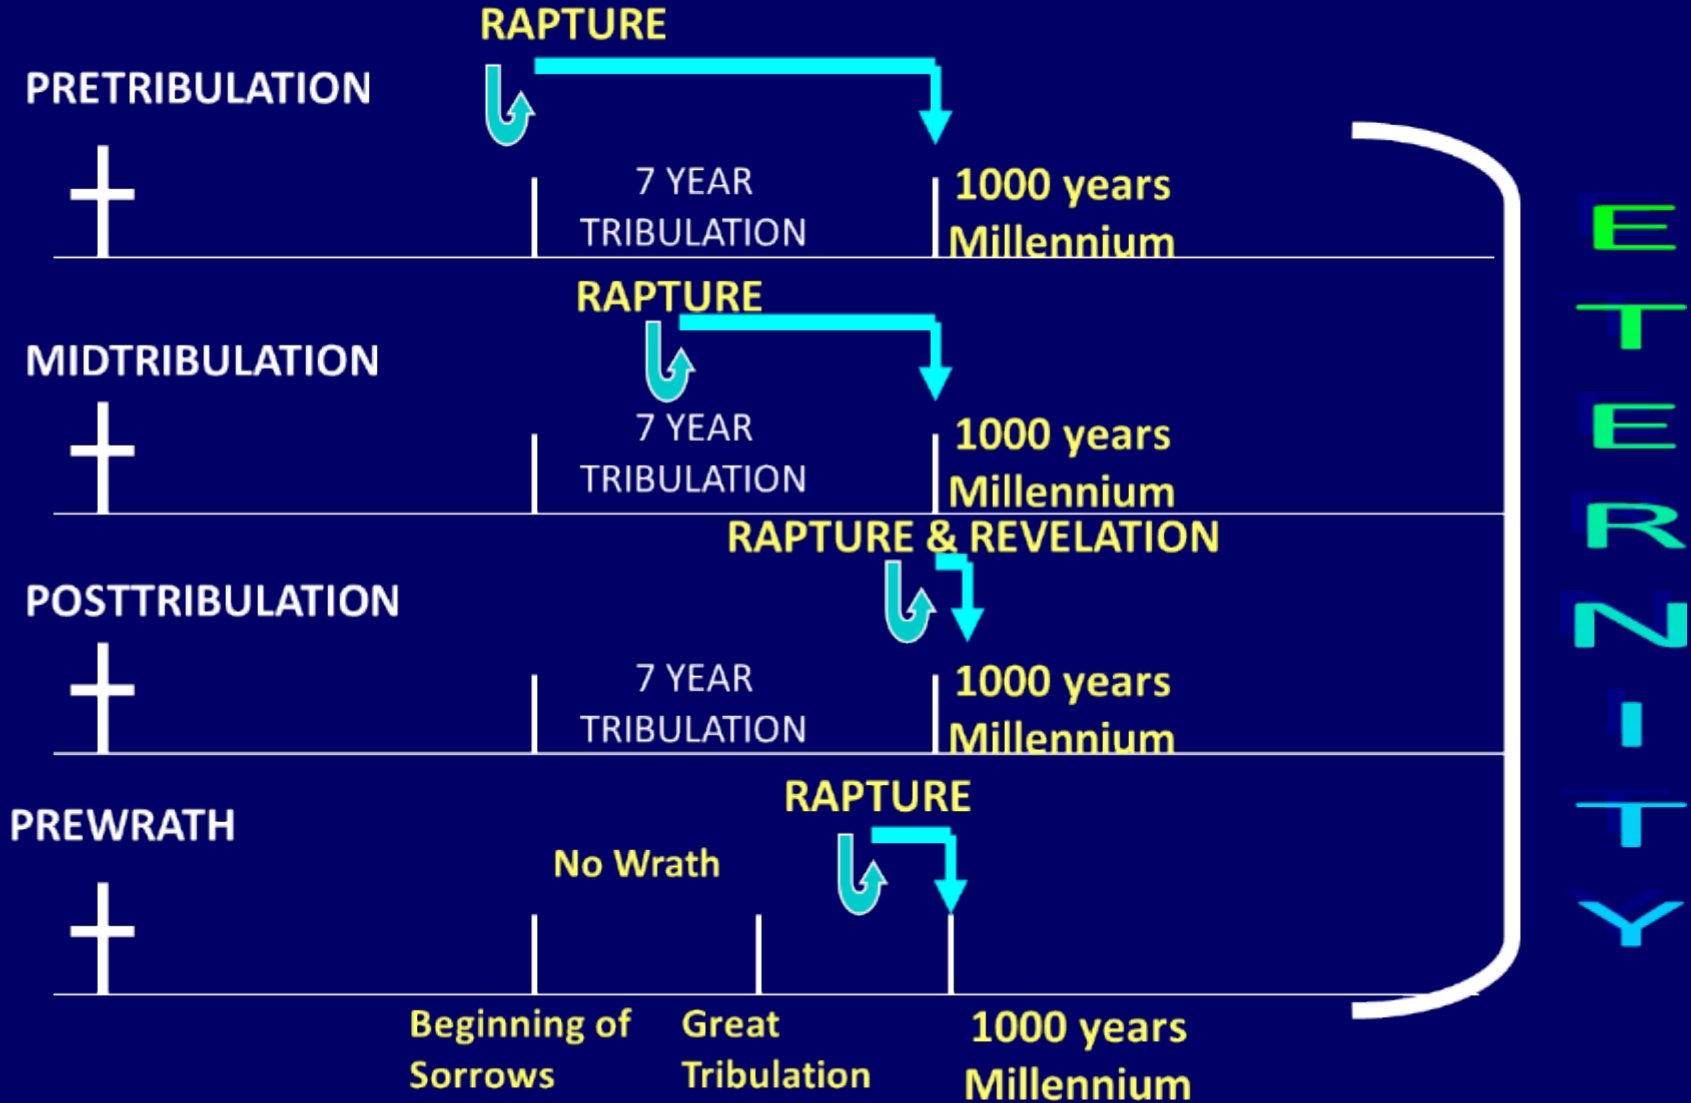 RAPTURE
PRETRIBULATION
7 YEAR
TRIBULATION
1000 years
Millennium
RAPTURE
MIDTRIBULATION
7 YEAR
TRIBULATION
1000 years
Millennium
RAPTURE & REVELATION
POSTTRIBULATION
7 YEAR
TRIBULATION
1000 years
Millennium
RAPTURE
PREWRATH
No Wrath
Beginning of
Sorrows
Great
Tribulation
1000 years
Millennium
ETERNITY